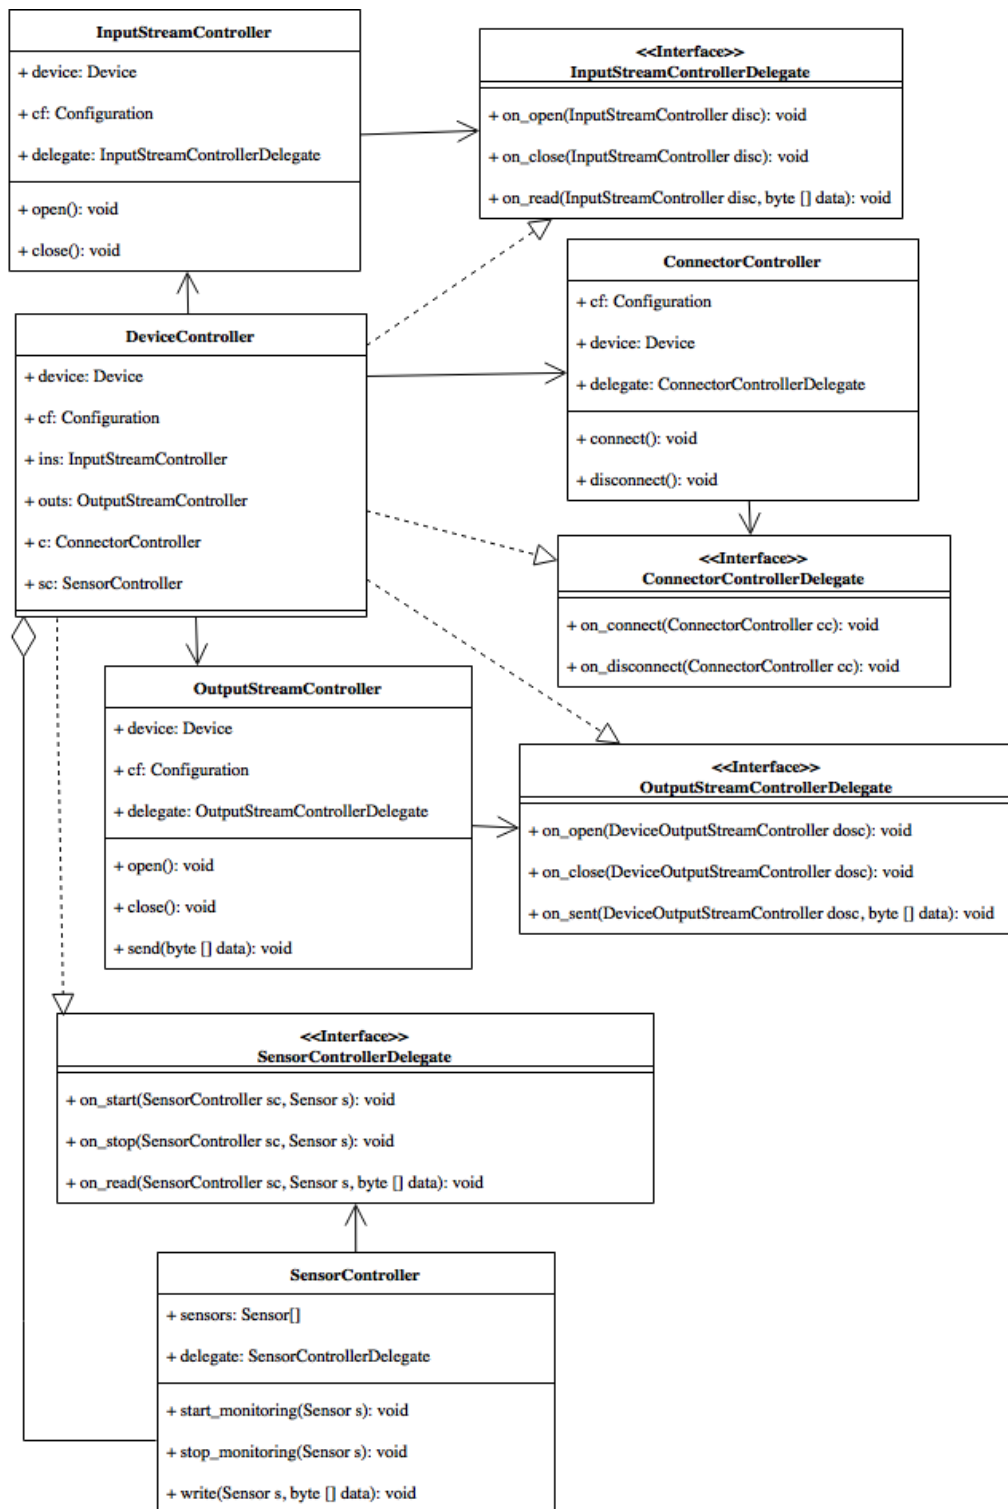 InputStreamController
+ device: Device
+ cf: Configuration
+ delegate: InputStreamControllerDelegate
+ open(): void
+ close(): void
<<Interface>>
InputStreamControllerDelegate
+ on_open(InputStreamController disc): void
+ on_close(InputStreamController disc): void
+ on_read(InputStreamController disc, byte [] data): void
ConnectorController
+ cf: Configuration
+ device: Device
+ delegate: ConnectorControllerDelegate
+ connect(): void
+ disconnect(): void
DeviceController
+ device: Device
+ cf: Configuration
+ ins: InputStreamController
+ outs: OutputStreamController
+ c: ConnectorController
+ sc: SensorController
<<Interface>>
ConnectorControllerDelegate
+ on_connect(ConnectorController cc): void
+ on_disconnect(ConnectorController cc): void
OutputStreamController
+ device: Device
+ cf: Configuration
+ delegate: OutputStreamControllerDelegate
+ open(): void
+ close(): void
+ send(byte [] data): void
<<Interface>>
OutputStreamControllerDelegate
+ on_open(DeviceOutputStreamController dosc): void
+ on_close(DeviceOutputStreamController dosc): void
+ on_sent(DeviceOutputStreamController dosc, byte [] data): void
<<Interface>>
SensorControllerDelegate
+ on_start(SensorController sc, Sensor s): void
+ on_stop(SensorController sc, Sensor s): void
+ on_read(SensorController sc, Sensor s, byte [] data): void
SensorController
+ sensors: Sensor[]
+ delegate: SensorControllerDelegate
+ start_monitoring(Sensor s): void
+ stop_monitoring(Sensor s): void
+ write(Sensor s, byte [] data): void